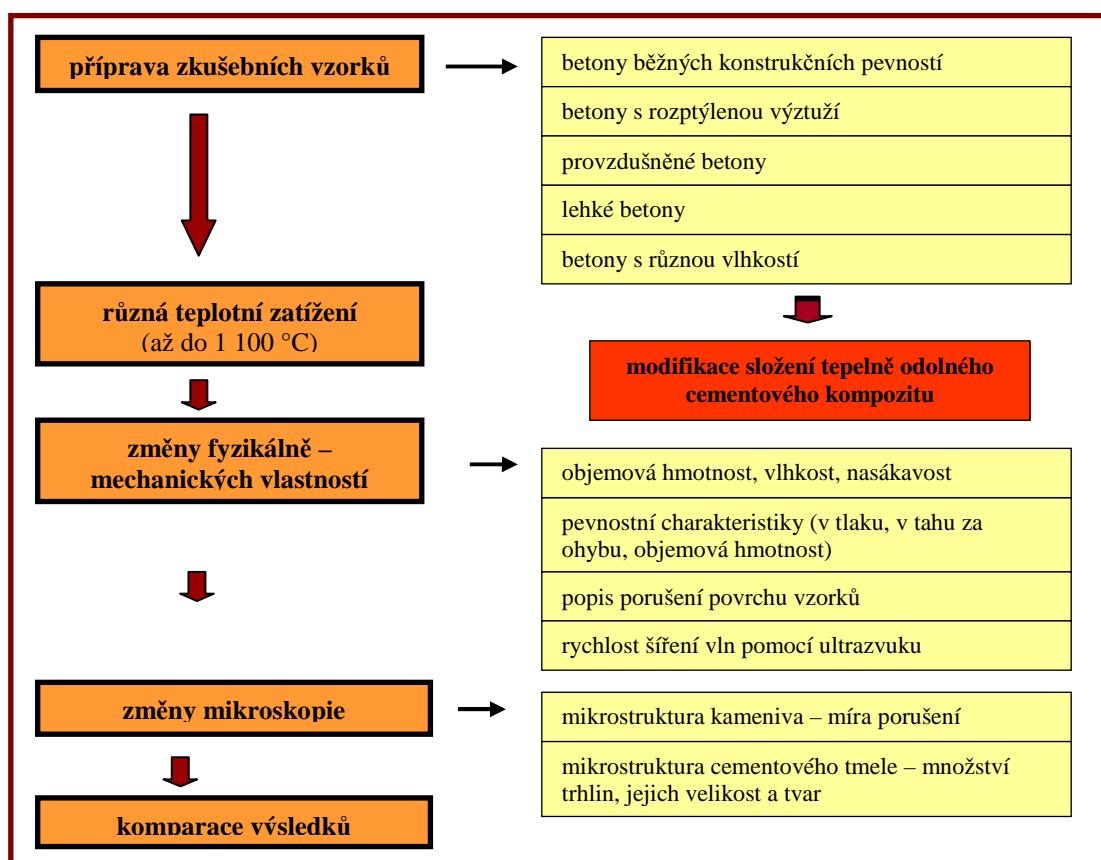 příprava zkušebních vzorků
betony běžných konstrukčních pevností
betony s rozptýlenou výztuží
provzdušněné betony
lehké betony
betony s různou vlhkostí
různá teplotní zatížení
(až do 1 100 °C)
modifikace složení tepelně odolného
cementového kompozitu
změny fyzikálně –
mechanických vlastností
objemová hmotnost, vlhkost, nasákavost
pevnostní charakteristiky (v tlaku, v tahu za
ohybu, objemová hmotnost)
popis porušení povrchu vzorků
rychlost šíření vln pomocí ultrazvuku
změny mikroskopie
mikrostruktura kameniva – míra porušení
mikrostruktura cementového tmele – množství
trhlin, jejich velikost a tvar
komparace výsledků